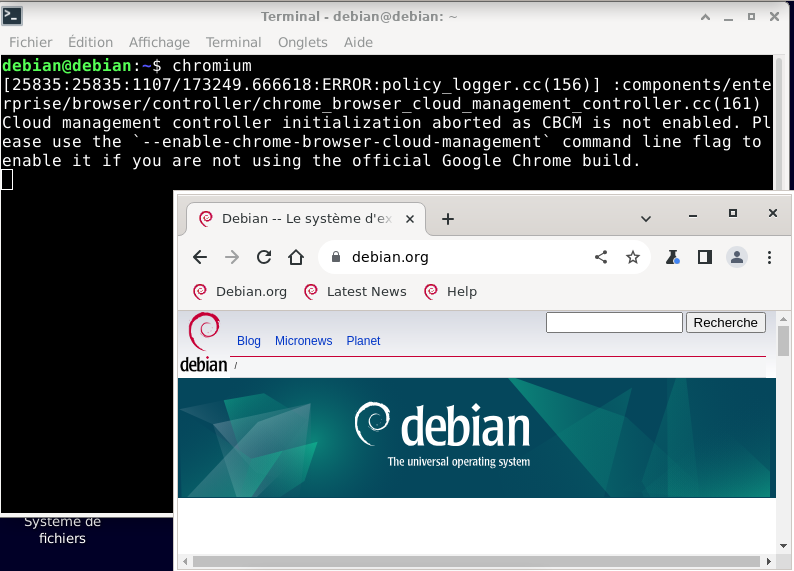 Terminal - debian@debian: ~
Fichier Édition Affichage Terminal Onglets Aide
debian@debian:~$ chromium
[25835:25835:1107/173249.666618:ERROR:policy_logger.cc(156)] :components/ente
rprise/browser/controller/chrome_browser_cloud_management_controller.cc(161)
Cloud management controller initialization aborted as CBCM is not enabled. Pl
ease use the `--enable-chrome-browser-cloud-management` command line flag to
enable it if you are not using the official Google Chrome build.
Debian -- Le système d'ex
debian.org
Debian.org Latest News Help
Recherche
Blog Micronews Planet
debian /
debian
The universal operating system
Système de
fichiers